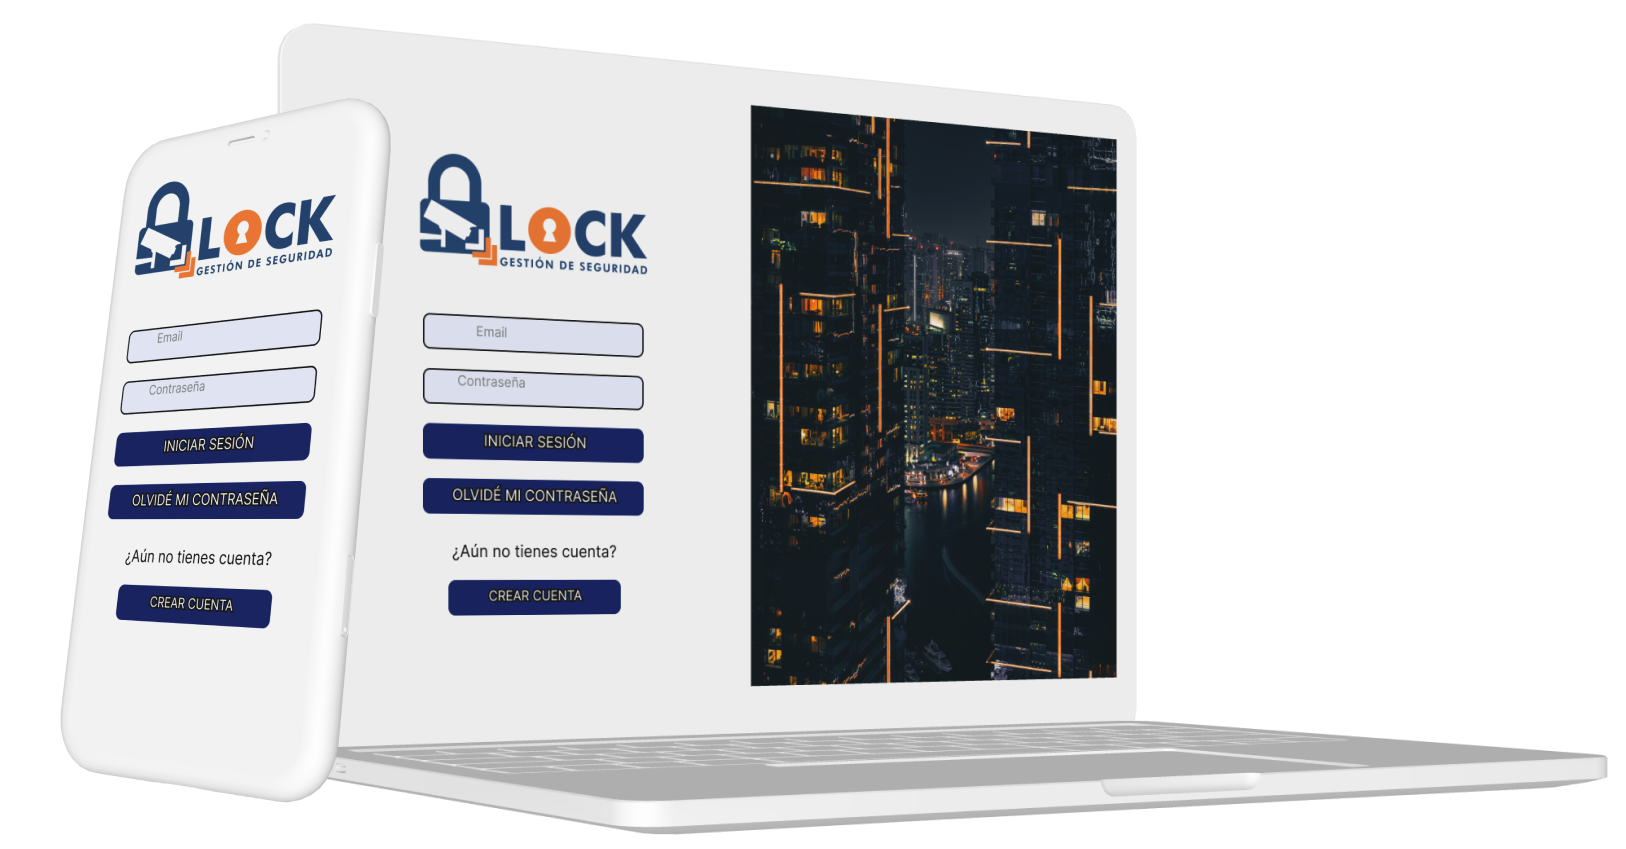 LOCK
GESTIÓN DE SEGURIDAD
Email
Contraseña
INICIAR SESIÓN
OLVIDÉ MI CONTRASEÑA
¿Aún no tienes cuenta?
CREAR CUENTA
LOCK
GESTIÓN DE SEGURIDAD
Email
Contraseña
INICIAR SESIÓN
OLVIDÉ MI CONTRASEÑA
¿Aún no tienes cuenta?
CREAR CUENTA